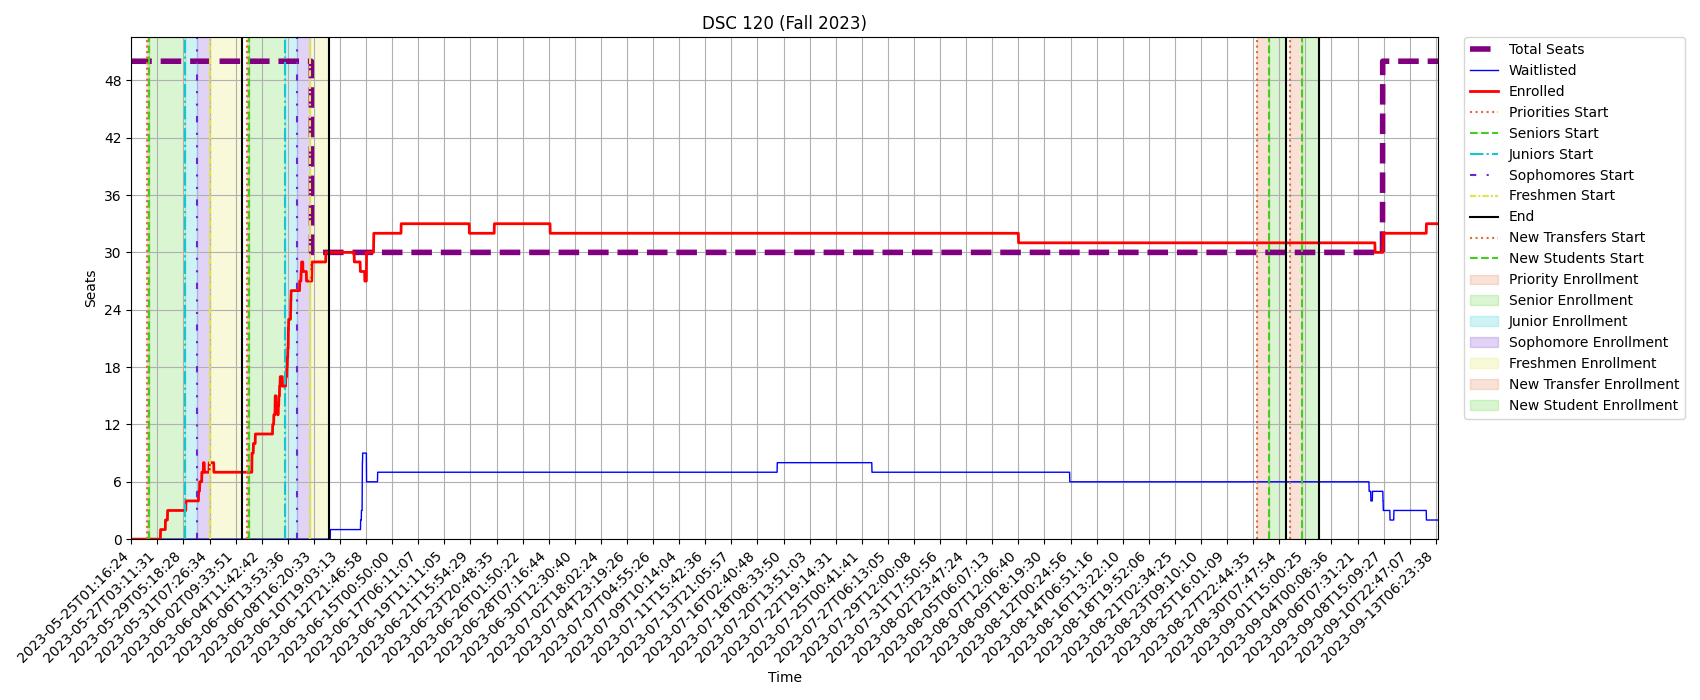 DSC 120 (Fall 2023)
Seats
48
42
36
30
24
18
12
6
0
2023-05-25T01:16:24
2023-05-27T03:11:31
2023-05-29T05:18:28
2023-05-31T07:26:34
2023-06-02T09:33:51
2023-06-04T11:42:42
2023-06-06T13:53:36
2023-06-08T16:20:33
2023-06-10T19:03:13
2023-06-12T21:46:58
2023-06-15T00:50:00
2023-06-17T06:11:07
2023-06-19T11:11:05
2023-06-21T15:54:29
2023-06-23T20:48:35
2023-06-26T01:50:22
2023-06-28T07:16:44
2023-06-30T12:30:40
2023-07-02T18:02:24
2023-07-04T23:19:26
2023-07-07T04:55:26
2023-07-09T10:14:04
2023-07-11T15:42:36
2023-07-13T21:05:57
2023-07-16T02:40:48
2023-07-18T08:33:50
2023-07-20T13:51:03
2023-07-22T19:14:31
2023-07-25T00:41:41
2023-07-27T06:13:05
2023-07-29T12:00:08
2023-07-31T17:50:56
2023-08-02T23:47:24
2023-08-05T06:07:13
2023-08-07T12:06:40
2023-08-09T18:19:30
2023-08-12T00:24:56
2023-08-14T06:51:16
2023-08-16T13:22:10
2023-08-18T19:52:06
2023-08-21T02:34:25
2023-08-23T09:10:10
2023-08-25T16:01:09
2023-08-27T22:44:35
2023-08-30T07:47:54
2023-09-01T15:00:25
2023-09-04T00:08:36
2023-09-06T07:31:21
2023-09-08T15:09:27
2023-09-10T22:47:07
2023-09-13T06:23:38
Time
Total Seats
Waitlisted
Enrolled
Priorities Start
Seniors Start
Juniors Start
Sophomores Start
Freshmen Start
End
New Transfers Start
New Students Start
Priority Enrollment
Senior Enrollment
Junior Enrollment
Sophomore Enrollment
Freshmen Enrollment
New Transfer Enrollment
New Student Enrollment